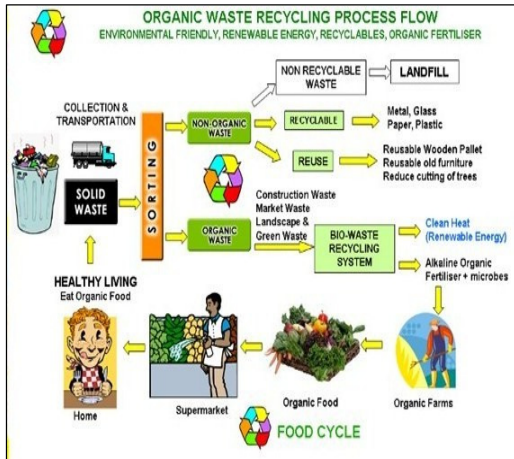 ORGANIC WASTE RECYCLING PROCESS FLOW
ENVIRONMENTAL FRIENDLY, RENEWABLE ENERGY, RECYCLABLES, ORGANIC FERTILISER
NON RECYCLABLE
WASTE
LANDFILL
COLLECTION &
TRANSPORTATION
NON-ORGANIC
WASTE
RECYCLABLE
Metal, Glass
Paper, Plastic
REUSE
Reusable Wooden Pallet
Reusable old furniture
Reduce cutting of trees
SOLID
WASTE
SORTING
ORGANIC
WASTE
Construction Waste
Market Waste
Landscape &
Green Waste
BIO-WASTE
RECYCLING
SYSTEM
Clean Heat
(Renewable Energy)
Alkaline Organic
Fertiliser + microbes
HEALTHY LIVING
Eat Organic Food
Home
Supermarket
Organic Food
Organic Farms
FOOD CYCLE